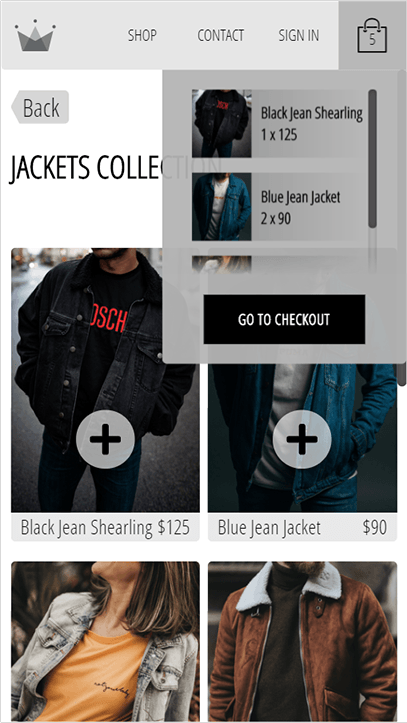 SHOP
CONTACT
SIGN IN
5
Back
JACKETS COLLECTION
Black Jean Shearling
1 x 125
Blue Jean Jacket
2 x 90
GO TO CHECKOUT
OSCH
Black Jean Shearling $125
Blue Jean Jacket $90